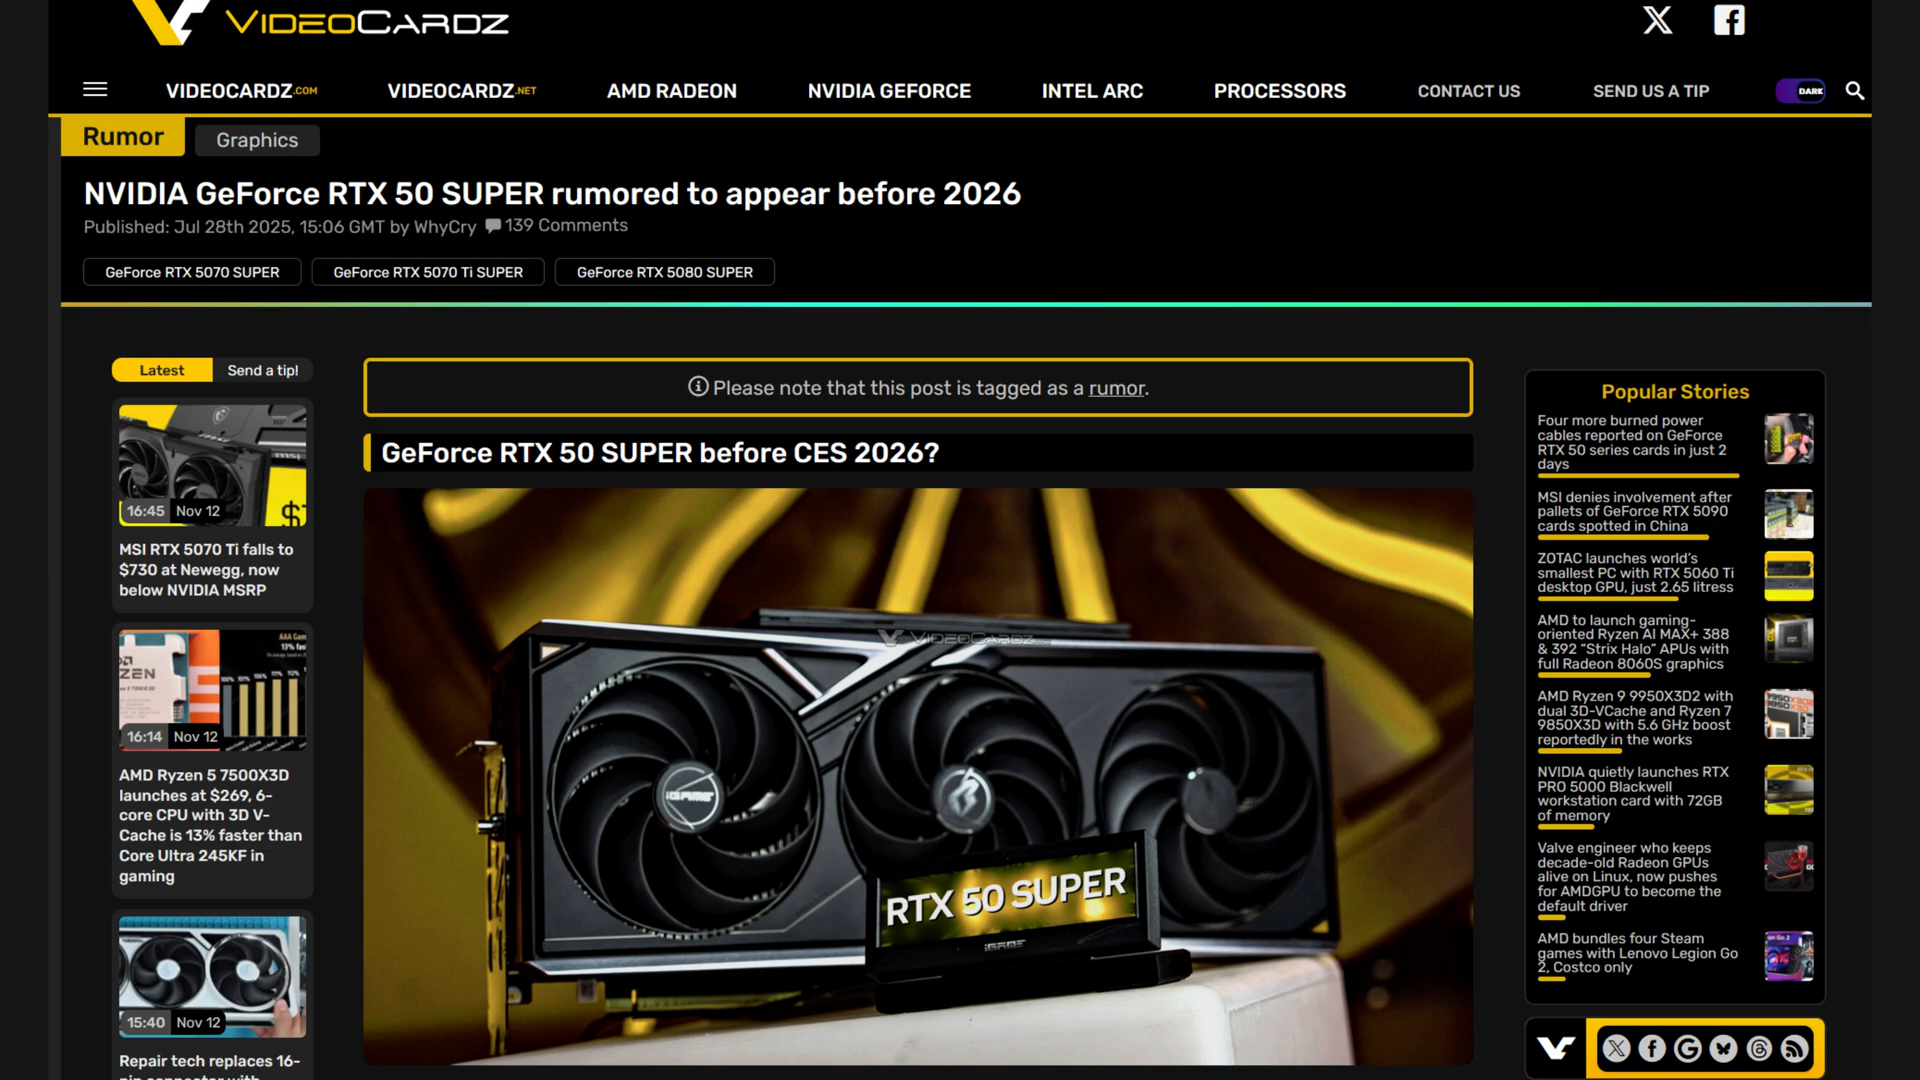 VIDEOCARDZ
VIDEOCARDZ.COM
VIDEOCARDZ.NET
AMD RADEON
NVIDIA GEFORCE
INTEL ARC
PROCESSORS
CONTACT US
SEND US A TIP
DARK
Rumor
Graphics
NVIDIA GeForce RTX 50 SUPER rumored to appear before 2026
Published: Jul 28th 2025, 15:06 GMT by WhyCry 139 Comments
GeForce RTX 5070 SUPER
GeForce RTX 5070 Ti SUPER
GeForce RTX 5080 SUPER
Latest
Send a tip!
16:45 Nov 12
MSI RTX 5070 Ti falls to
$730 at Newegg, now
below NVIDIA MSRP
AAA Gam
13% fas
ZEN
100% 101% 106% 111% 112%
16:14 Nov 12
AMD Ryzen 5 7500X3D
launches at $269, 6-
core CPU with 3D V-
Cache is 13% faster than
Core Ultra 245KF in
gaming
15:40 Nov 12
Repair tech replaces 16-
Please note that this post is tagged as a rumor.
GeForce RTX 50 SUPER before CES 2026?
VIDEOCARDZ
iGAME
RTX 50 SUPER
iGAME
Popular Stories
Four more burned power
cables reported on GeForce
RTX 50 series cards in just 2
days
MSI denies involvement after
pallets of GeForce RTX 5090
cards spotted in China
ZOTAC launches world's
smallest PC with RTX 5060 Ti
desktop GPU, just 2.65 litress
AMD to launch gaming-
oriented Ryzen AI MAX+ 388
& 392 "Strix Halo" APUs with
full Radeon 8060S graphics
AMD Ryzen 9 9950X3D2 with
dual 3D-VCache and Ryzen 7
9850X3D with 5.6 GHz boost
reportedly in the works
NVIDIA quietly launches RTX
PRO 5000 Blackwell
workstation card with 72GB
of memory
Valve engineer who keeps
decade-old Radeon GPUs
alive on Linux, now pushes
for AMDGPU to become the
default driver
AMD bundles four Steam
games with Lenovo Legion Go
2, Costco only